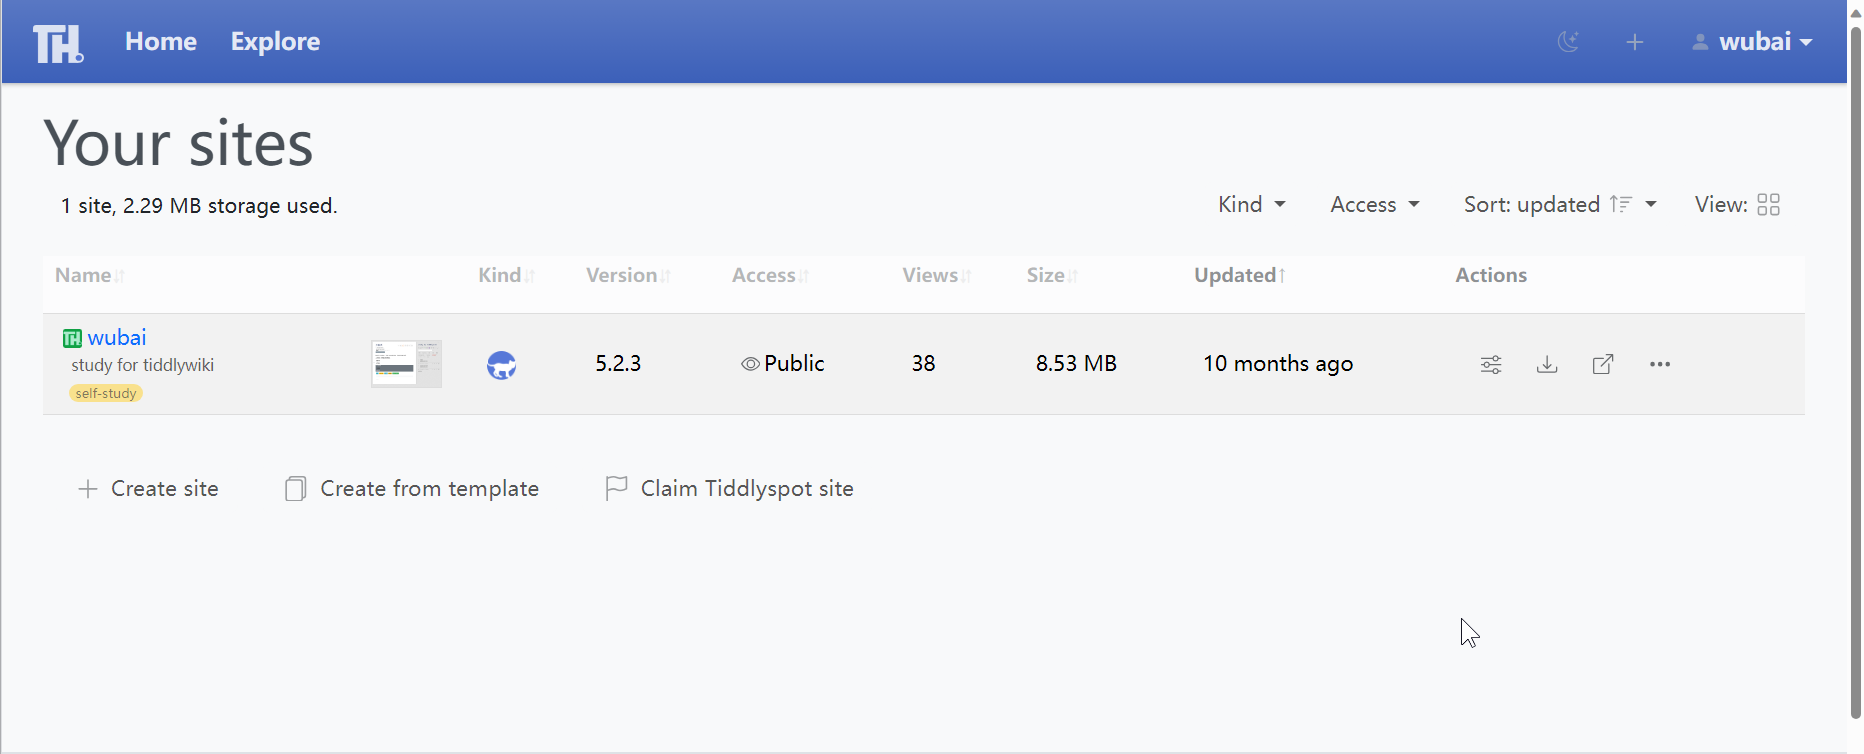 TH
Home Explore wubai
Your sites
1 site, 2.29 MB storage used.
Kind Access Sort: updated View:
Name Kind Version Access Views Size Updated Actions
wubai
study for tiddlywiki
self-study
5.2.3 Public 38 8.53 MB 10 months ago
Create site Create from template Claim Tiddlyspot site